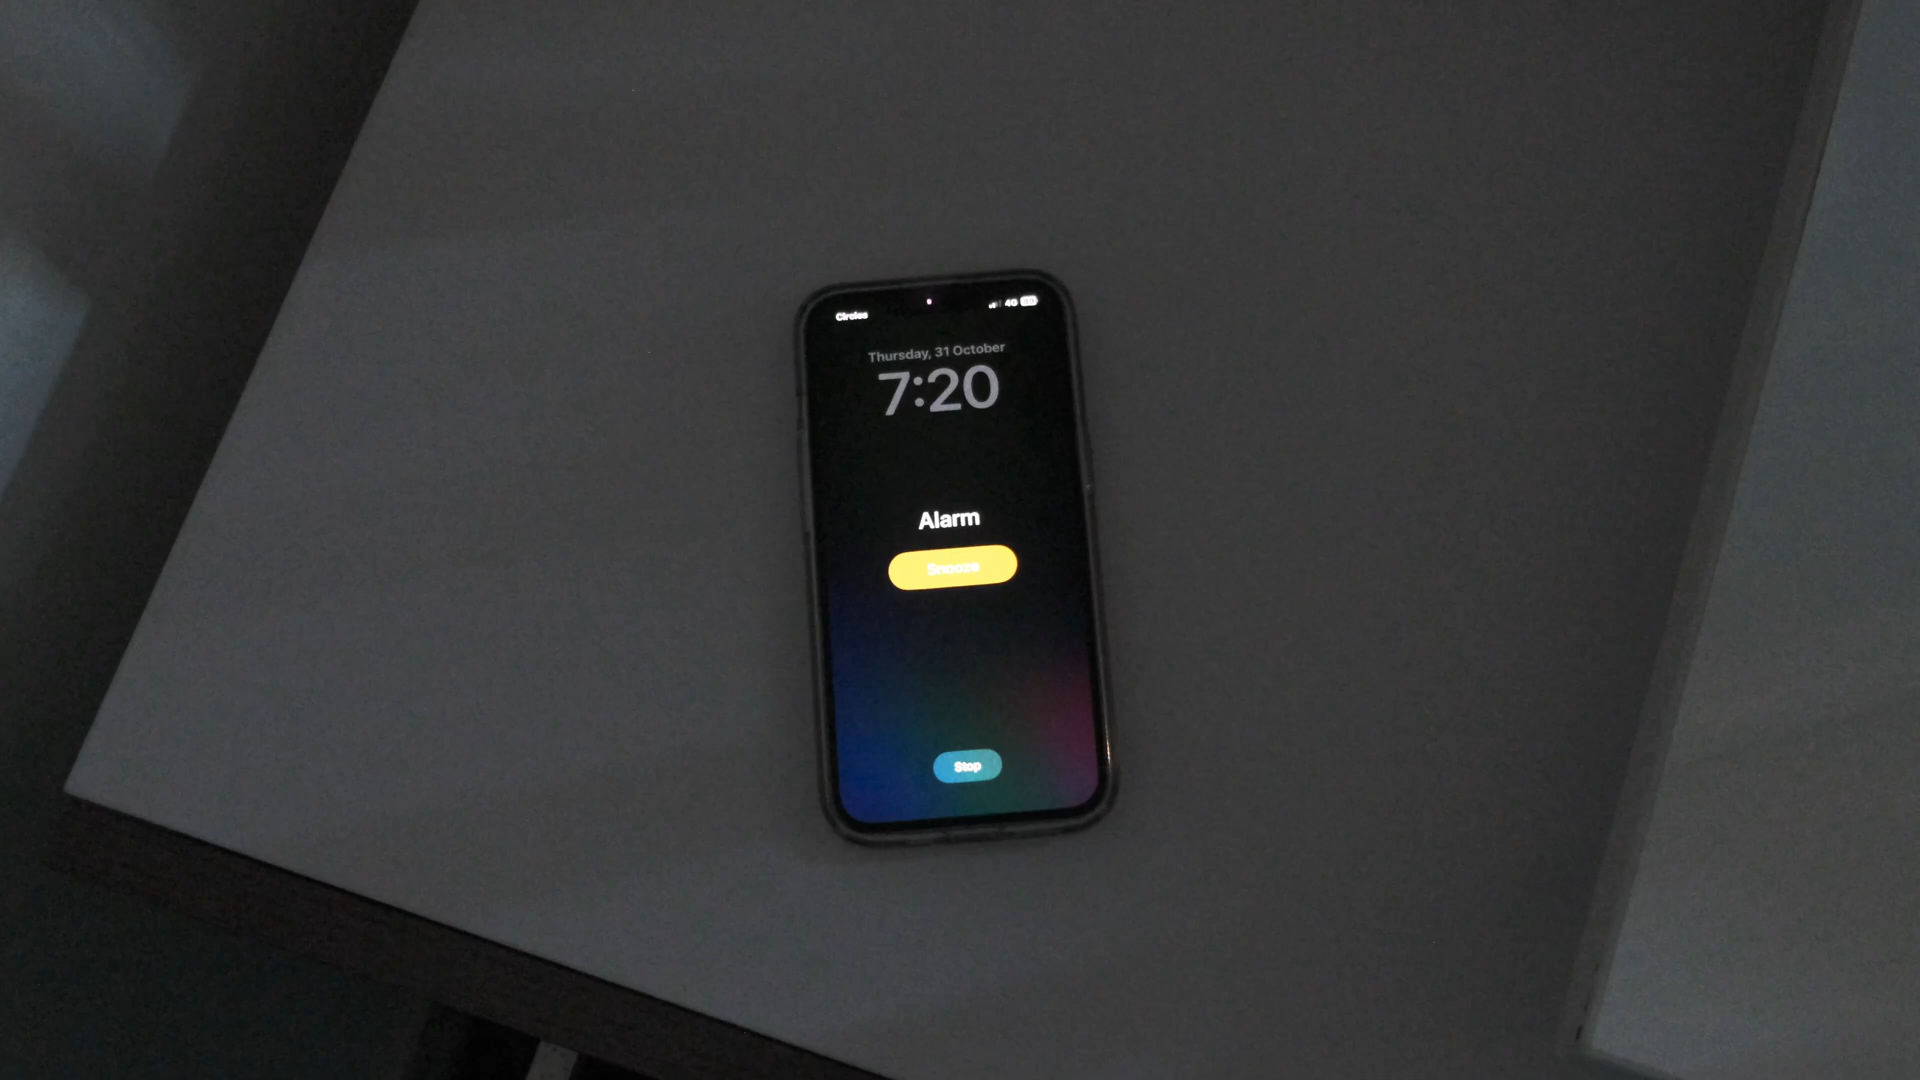 Circles
4G
Thursday, 31 October
7:20
Alarm
Snooze
Stop